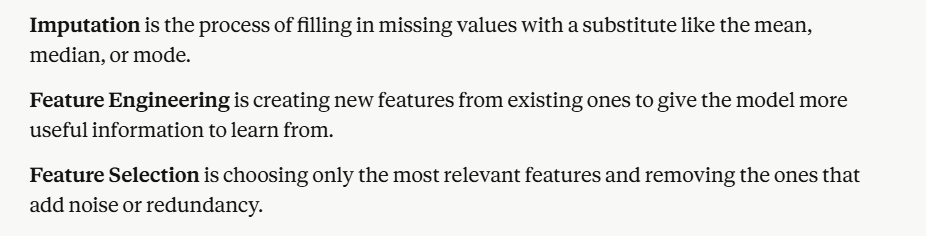 Imputation is the process of filling in missing values with a substitute like the mean,
median, or mode.
Feature Engineering is creating new features from existing ones to give the model more
useful information to learn from.
Feature Selection is choosing only the most relevant features and removing the ones that
add noise or redundancy.